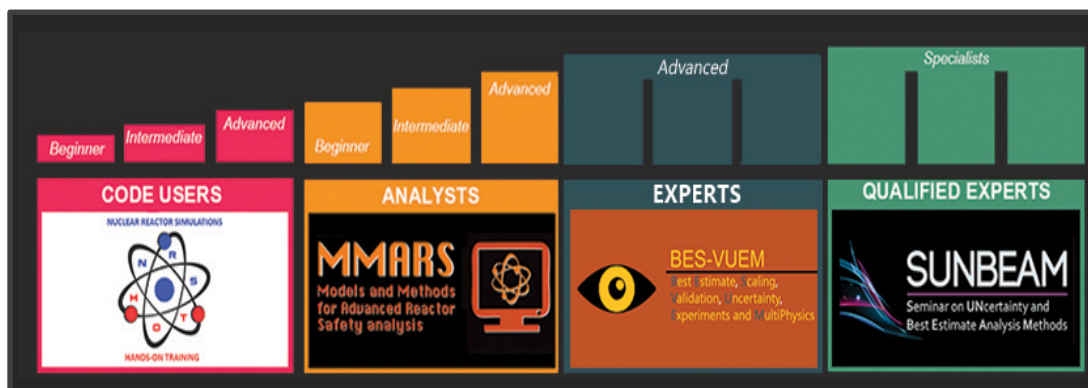 Beginner
Intermediate
Advanced
Beginner
Intermediate
Advanced
Advanced
Specialists
CODE USERS
ANALYSTS
EXPERTS
QUALIFIED EXPERTS
NUCLEAR REACTOR SIMULATIONS
N
R
S
H
O
T
HANDS-ON TRAINING
MMARS
Models and Methods
for Advanced Reactor
Safety analysis
BES-VUEM
Best Estimate, Scaling,
Validation, Uncertainty,
Experiments and MultiPhysics
SUNBEAM
Seminar on UNcertainty and
Best Estimate Analysis Methods